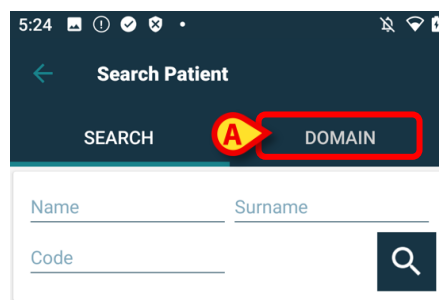 5:24
Search Patient
SEARCH A DOMAIN
Name Surname
Code